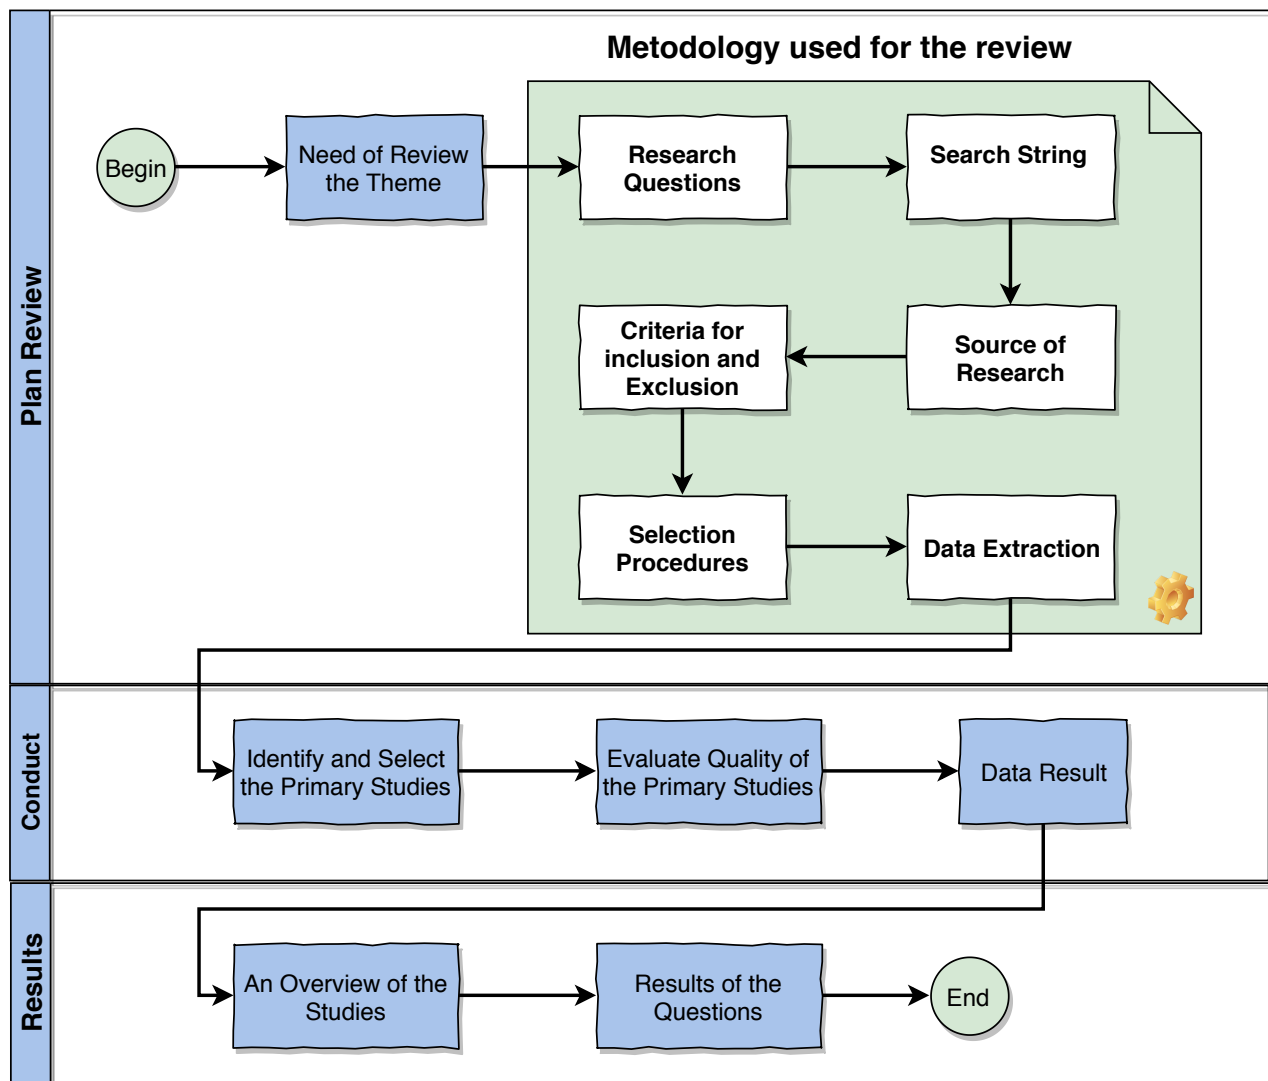 Metodology used for the review
Plan Review
Begin
Need of Review
the Theme
Research
Questions
Search String
Source of
Research
Criteria for
inclusion and
Exclusion
Selection
Procedures
Data Extraction
Conduct
Identify and Select
the Primary Studies
Evaluate Quality of
the Primary Studies
Data Result
Results
An Overview of the
Studies
Results of the
Questions
End